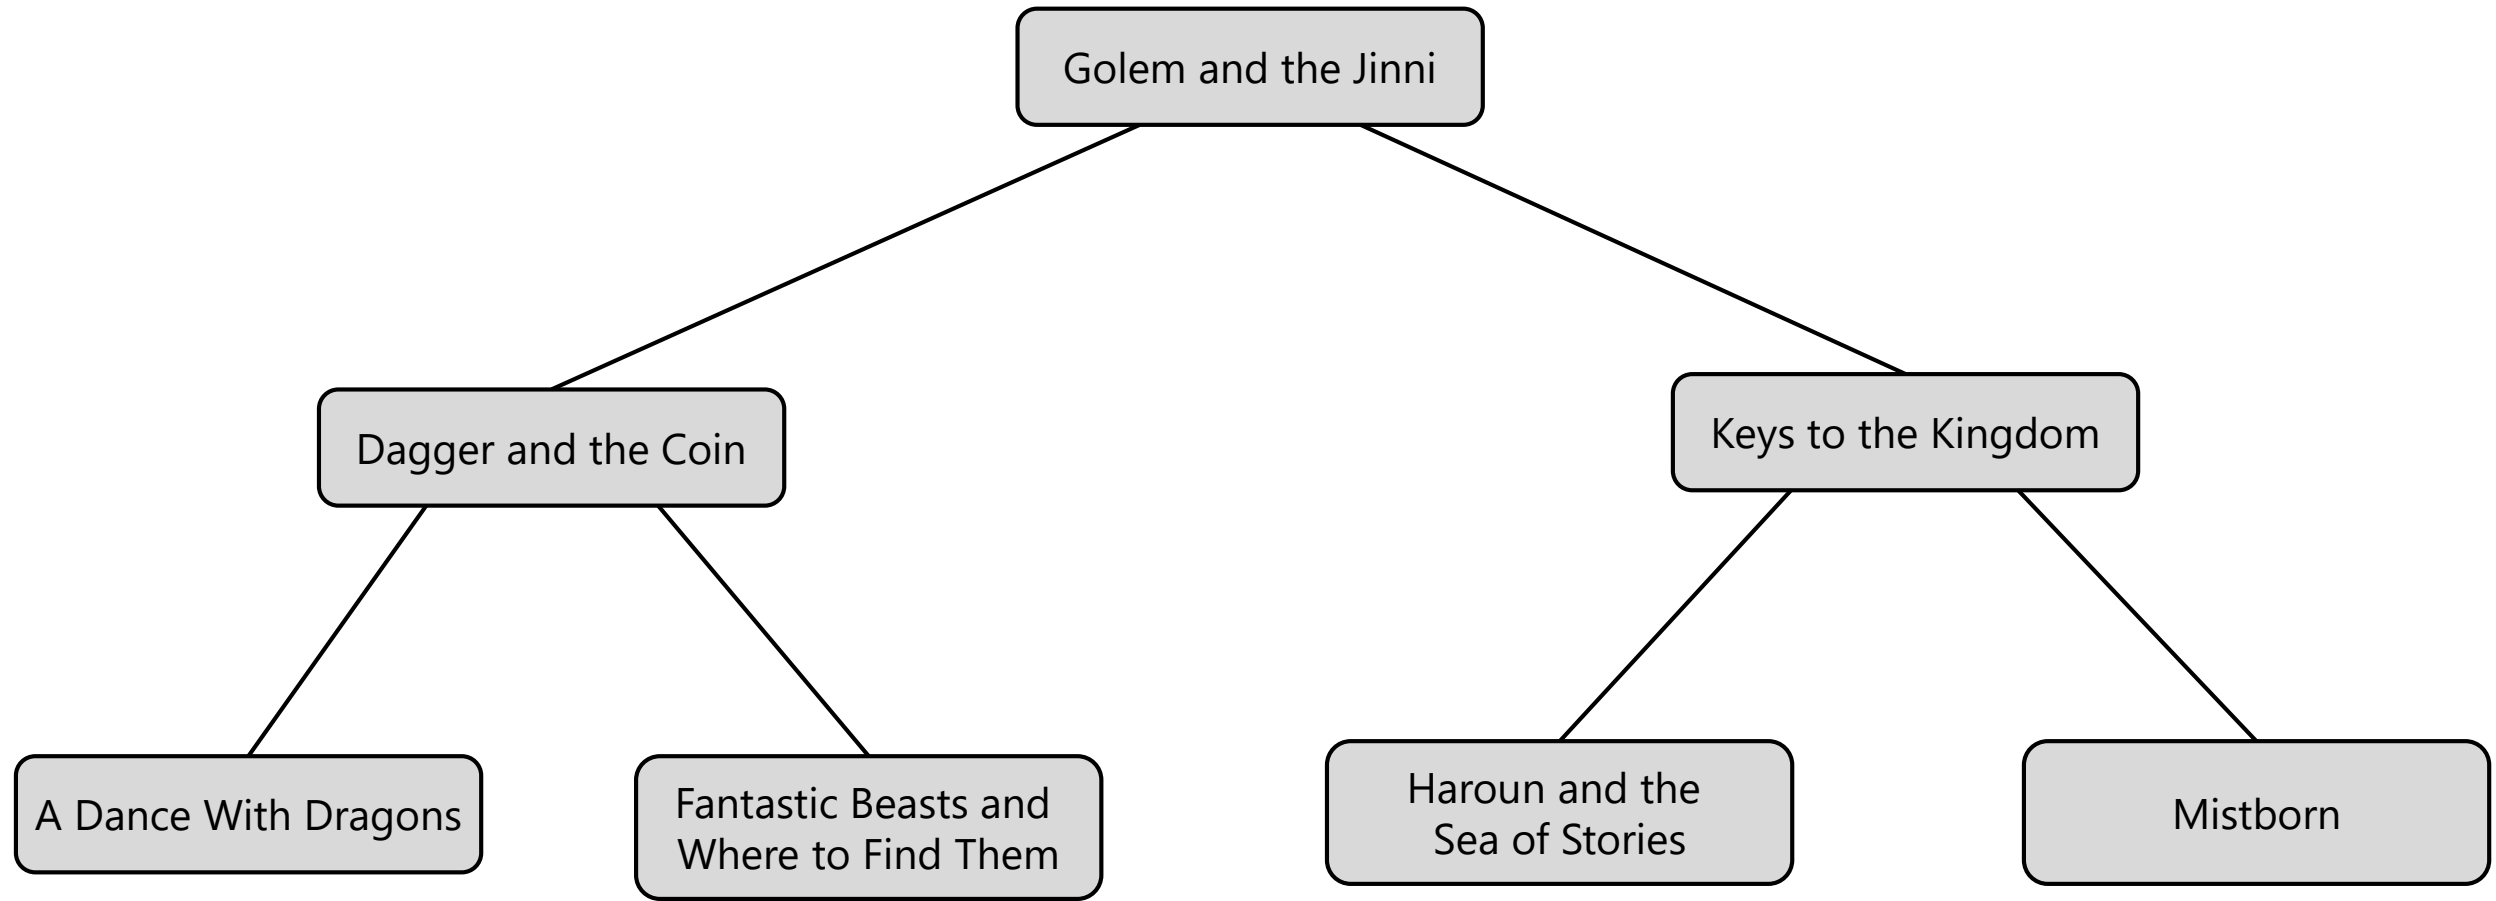 Golem and the Jinni
Dagger and the Coin
Keys to the Kingdom
A Dance With Dragons
Fantastic Beasts and
Where to Find Them
Haroun and the
Sea of Stories
Mistborn